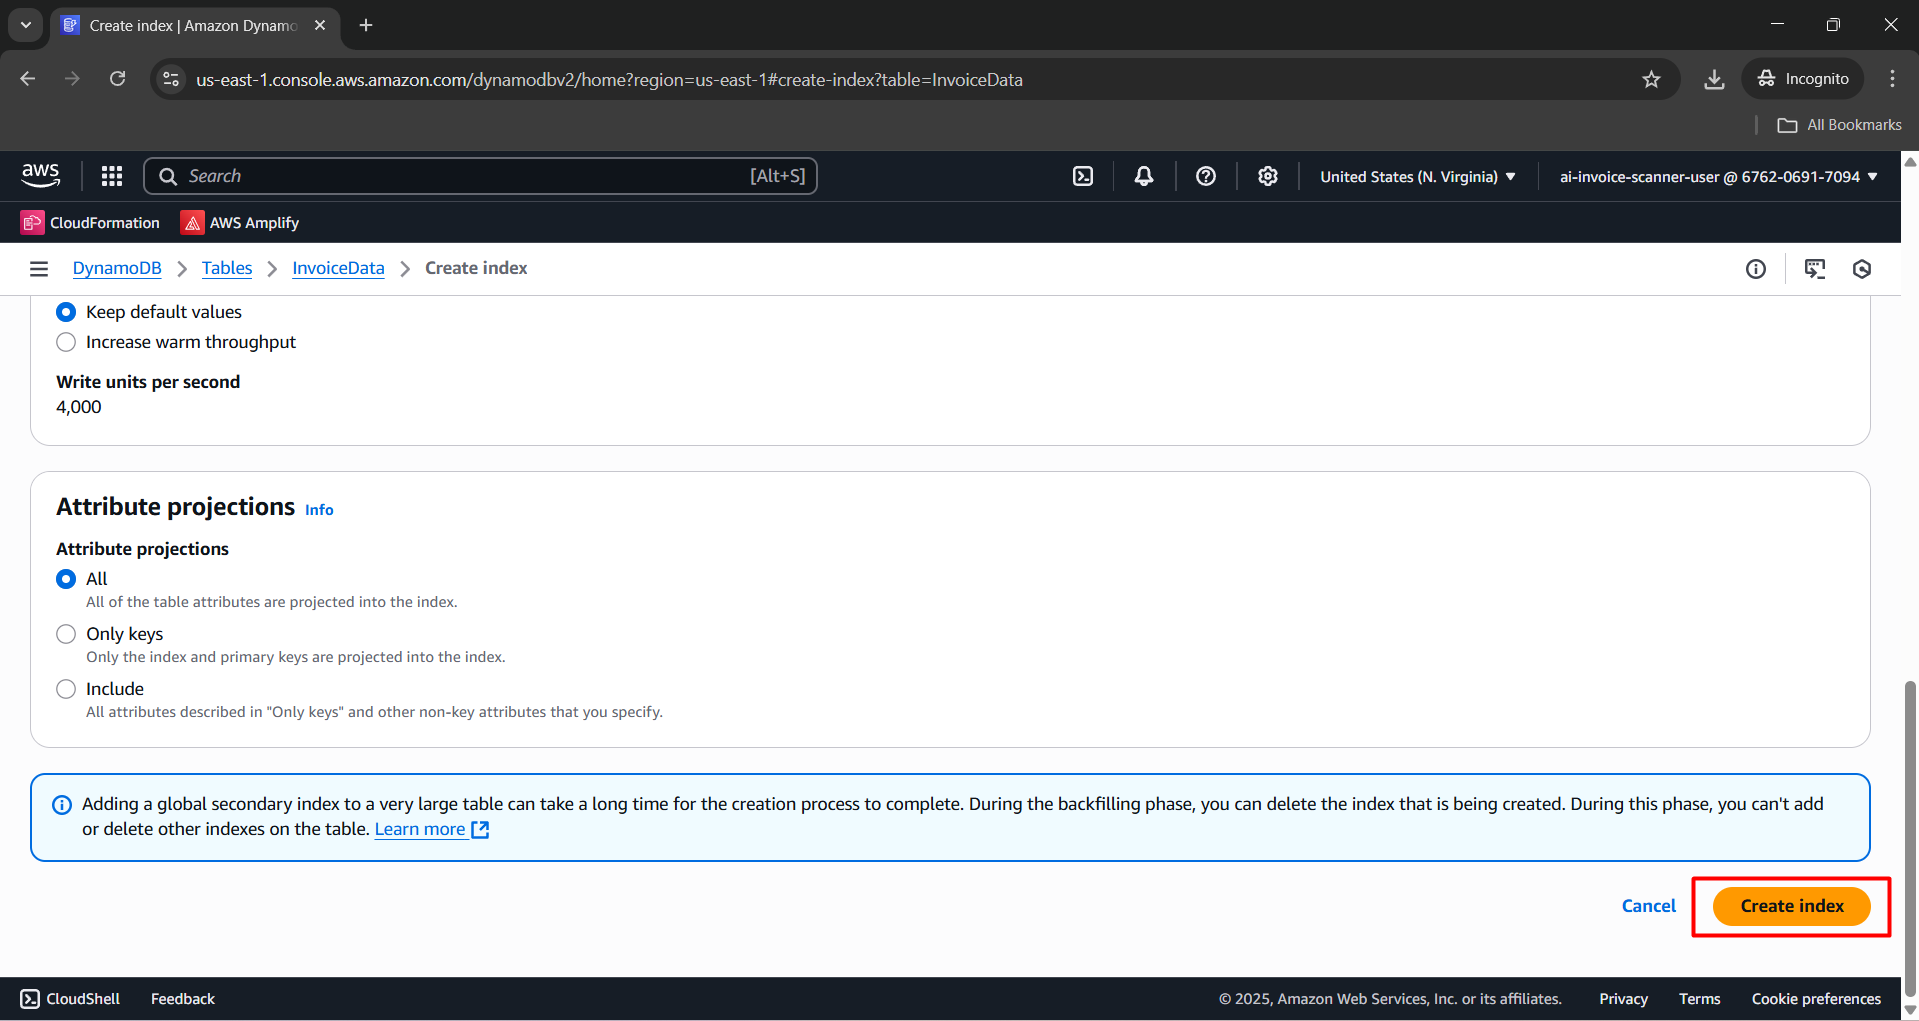 Create index | Amazon Dynamo
us-east-1.console.aws.amazon.com/dynamodbv2/home?region=us-east-1#create-index?table=InvoiceData
Incognito
All Bookmarks
aws
Search
[Alt+S]
United States (N. Virginia)
ai-invoice-scanner-user @ 6762-0691-7094
CloudFormation
AWS Amplify
DynamoDB
Tables
InvoiceData
Create index
Keep default values
Increase warm throughput
Write units per second
4,000
Attribute projections Info
Attribute projections
All
All of the table attributes are projected into the index.
Only keys
Only the index and primary keys are projected into the index.
Include
All attributes described in "Only keys" and other non-key attributes that you specify.
Adding a global secondary index to a very large table can take a long time for the creation process to complete. During the backfilling phase, you can delete the index that is being created. During this phase, you can't add
or delete other indexes on the table. Learn more
Cancel
Create index
CloudShell
Feedback
© 2025, Amazon Web Services, Inc. or its affiliates.
Privacy
Terms
Cookie preferences